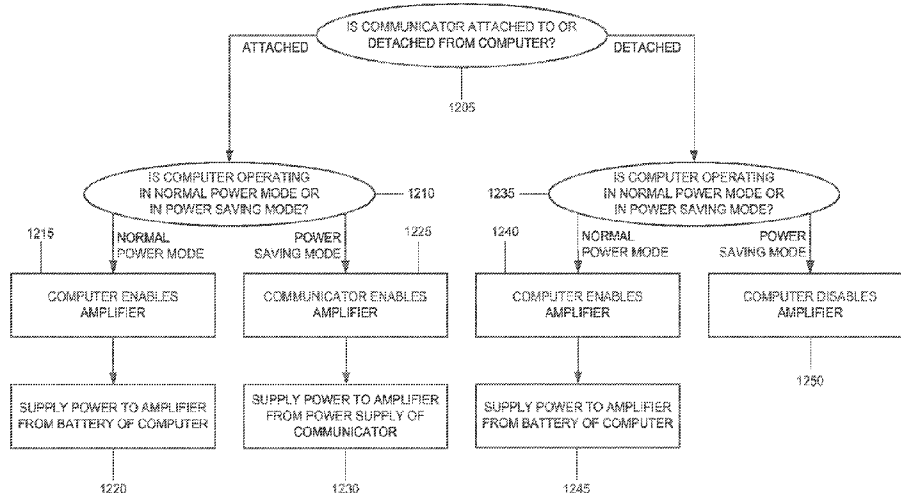 IS COMMUNICATOR ATTACHED TO OR
DETACHED FROM COMPUTER?
ATTACHED
DETACHED
1205
IS COMPUTER OPERATING
IN NORMAL POWER MODE OR
IN POWER SAVING MODE?
1210
1235
IS COMPUTER OPERATING
IN NORMAL POWER MODE OR
IN POWER SAVING MODE?
1215
NORMAL
POWER MODE
POWER
SAVING MODE
1225
1240
NORMAL
POWER MODE
POWER
SAVING MODE
COMPUTER ENABLES
AMPLIFIER
COMMUNICATOR ENABLES
AMPLIFIER
COMPUTER ENABLES
AMPLIFIER
COMPUTER DISABLES
AMPLIFIER
1250
SUPPLY POWER TO AMPLIFIER
FROM BATTERY OF COMPUTER
SUPPLY POWER TO AMPLIFIER
FROM POWER SUPPLY OF
COMMUNICATOR
SUPPLY POWER TO AMPLIFIER
FROM BATTERY OF COMPUTER
1220
1230
1245